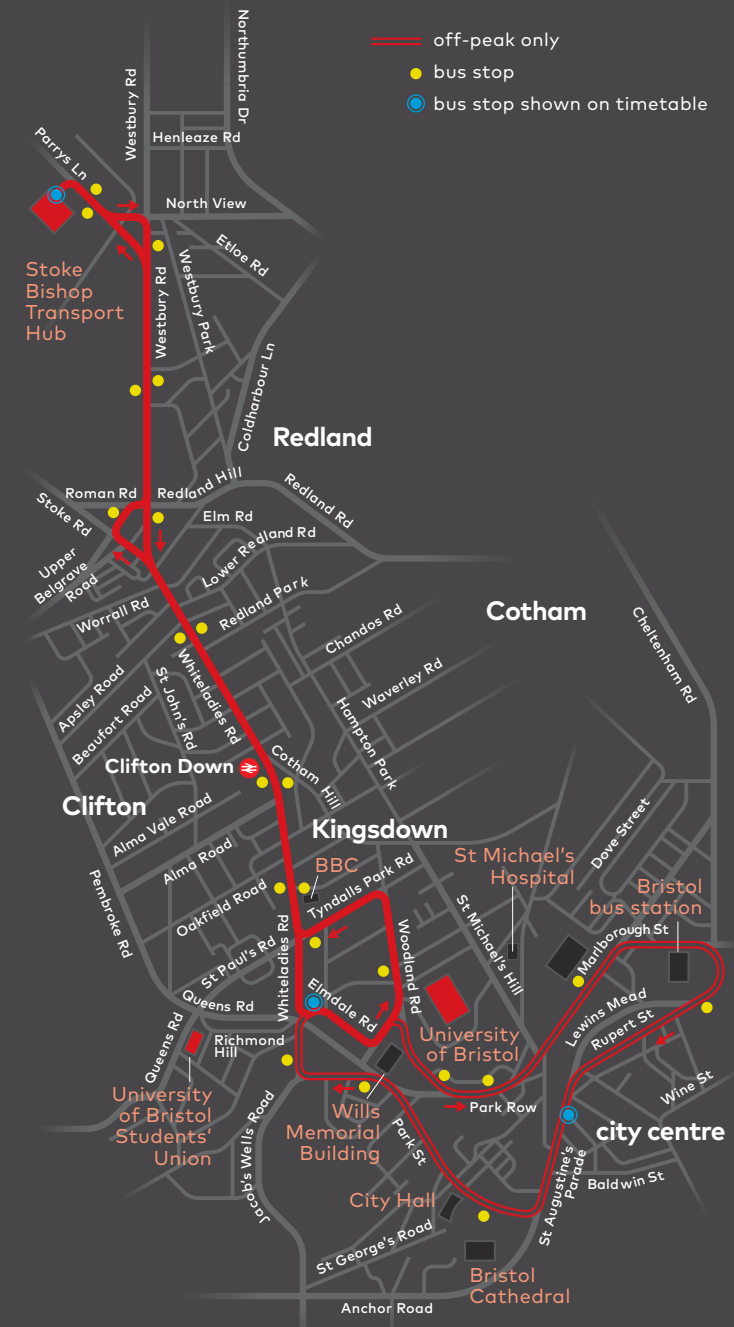 off-peak only
bus stop
bus stop shown on timetable
Northumbria Dr
Westbury Rd
Henleaze Rd
Parrys Ln
North View
Etloe Rd
Stoke
Bishop
Transport
Hub
Westbury Rd
Westbury Park
Coldharbour Ln
Redland
Roman Rd
Redland Hill
Redland Rd
Stoke Rd
Elm Rd
Lower Redland Rd
Upper
Belgrave
Road
Worrall Rd
Redland Park
Chandos Rd
Cotham
Cheltenham Rd
Whiteladies Rd
Apsley Road
Beaufort Road
St John's Rd
Waverley Rd
Hampton Park
Clifton Down
Cotham Hill
Clifton
Alma Vale Road
Kingsdown
Alma Road
BBC
Tyndalls Park Rd
St Michael's
Hospital
Dove Street
Pembroke Rd
Oakfield Road
Bristol
bus station
St Michael's Hill
Marlborough St
Whiteladies Rd
Woodland Rd
St Paul's Rd
Elmdale Rd
Queens Rd
Lewins Mead
Rupert St
Queens Rd
Richmond
Hill
University
of Bristol
Wine St
University
of Bristol
Students'
Union
Wills
Memorial
Building
Park Row
city centre
Park St
Jacob's Wells Road
St Augustine's
Parade
Baldwin St
City Hall
St George's Road
Bristol
Cathedral
Anchor Road